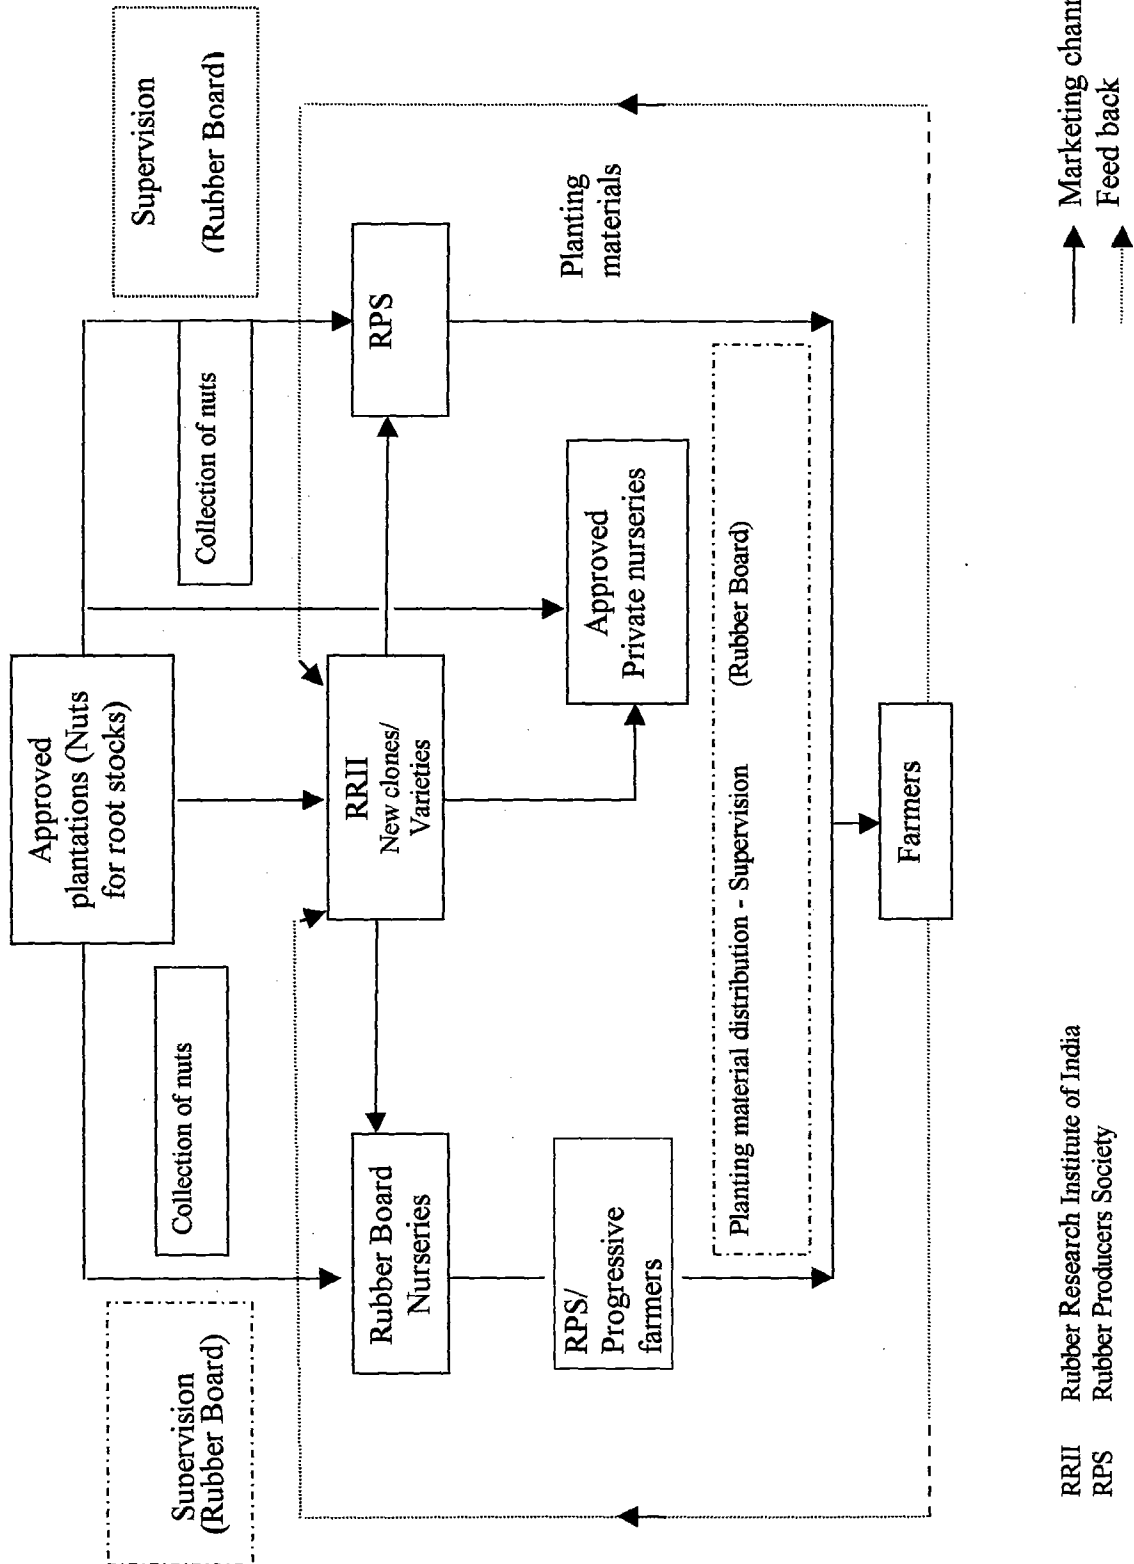 Supervision
(Rubber Board)
Approved
plantations (Nuts
for root stocks)
Supervision
(Rubber Board)
Collection of nuts
Collection of nuts
Rubber Board
Nurseries
RRII
New clones/
Varieties
RPS
RPS/
Progressive
farmers
Approved
Private nurseries
Planting
materials
Planting material distribution - Supervision (Rubber Board)
Farmers
RRII Rubber Research Institute of India
RPS Rubber Producers Society
Marketing chann
Feed back